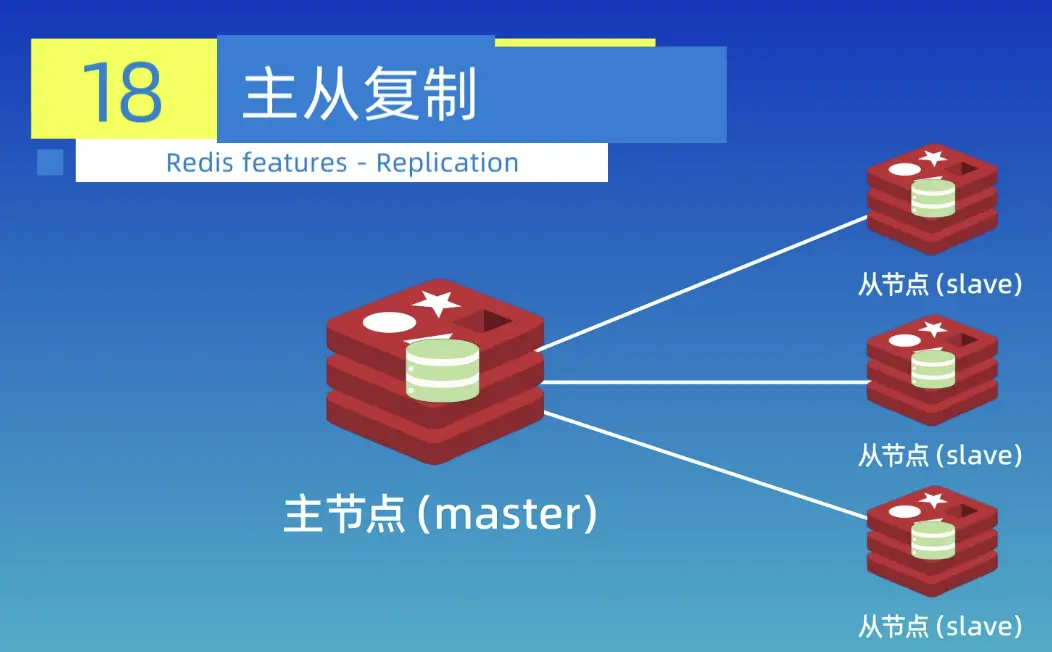 18
主从复制
Redis features - Replication
从节点 (slave)
主节点 (master)
从节点 (slave)
从节点 (slave)